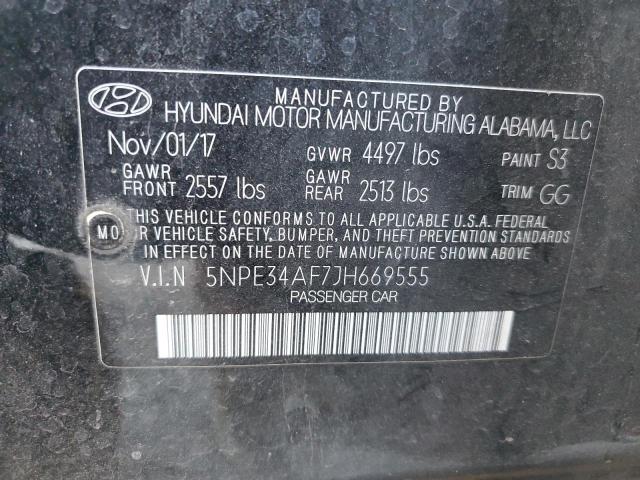 MANUFACTURED BY
HYUNDAI MOTOR MANUFACTURING ALABAMA, LLC
Nov/01/17 GVWR 4497 lbs PAINT S3
GAWR FRONT 2557 lbs GAWR REAR 2513 lbs TRIM GG
THIS VEHICLE CONFORMS TO ALL APPLICABLE U.S.A. FEDERAL
MOTOR VEHICLE SAFETY, BUMPER, AND THEFT PREVENTION STANDARDS
IN EFFECT ON THE DATE OF MANUFACTURE SHOWN ABOVE.
V.I.N 5NPE34AF7JH669555
PASSENGER CAR